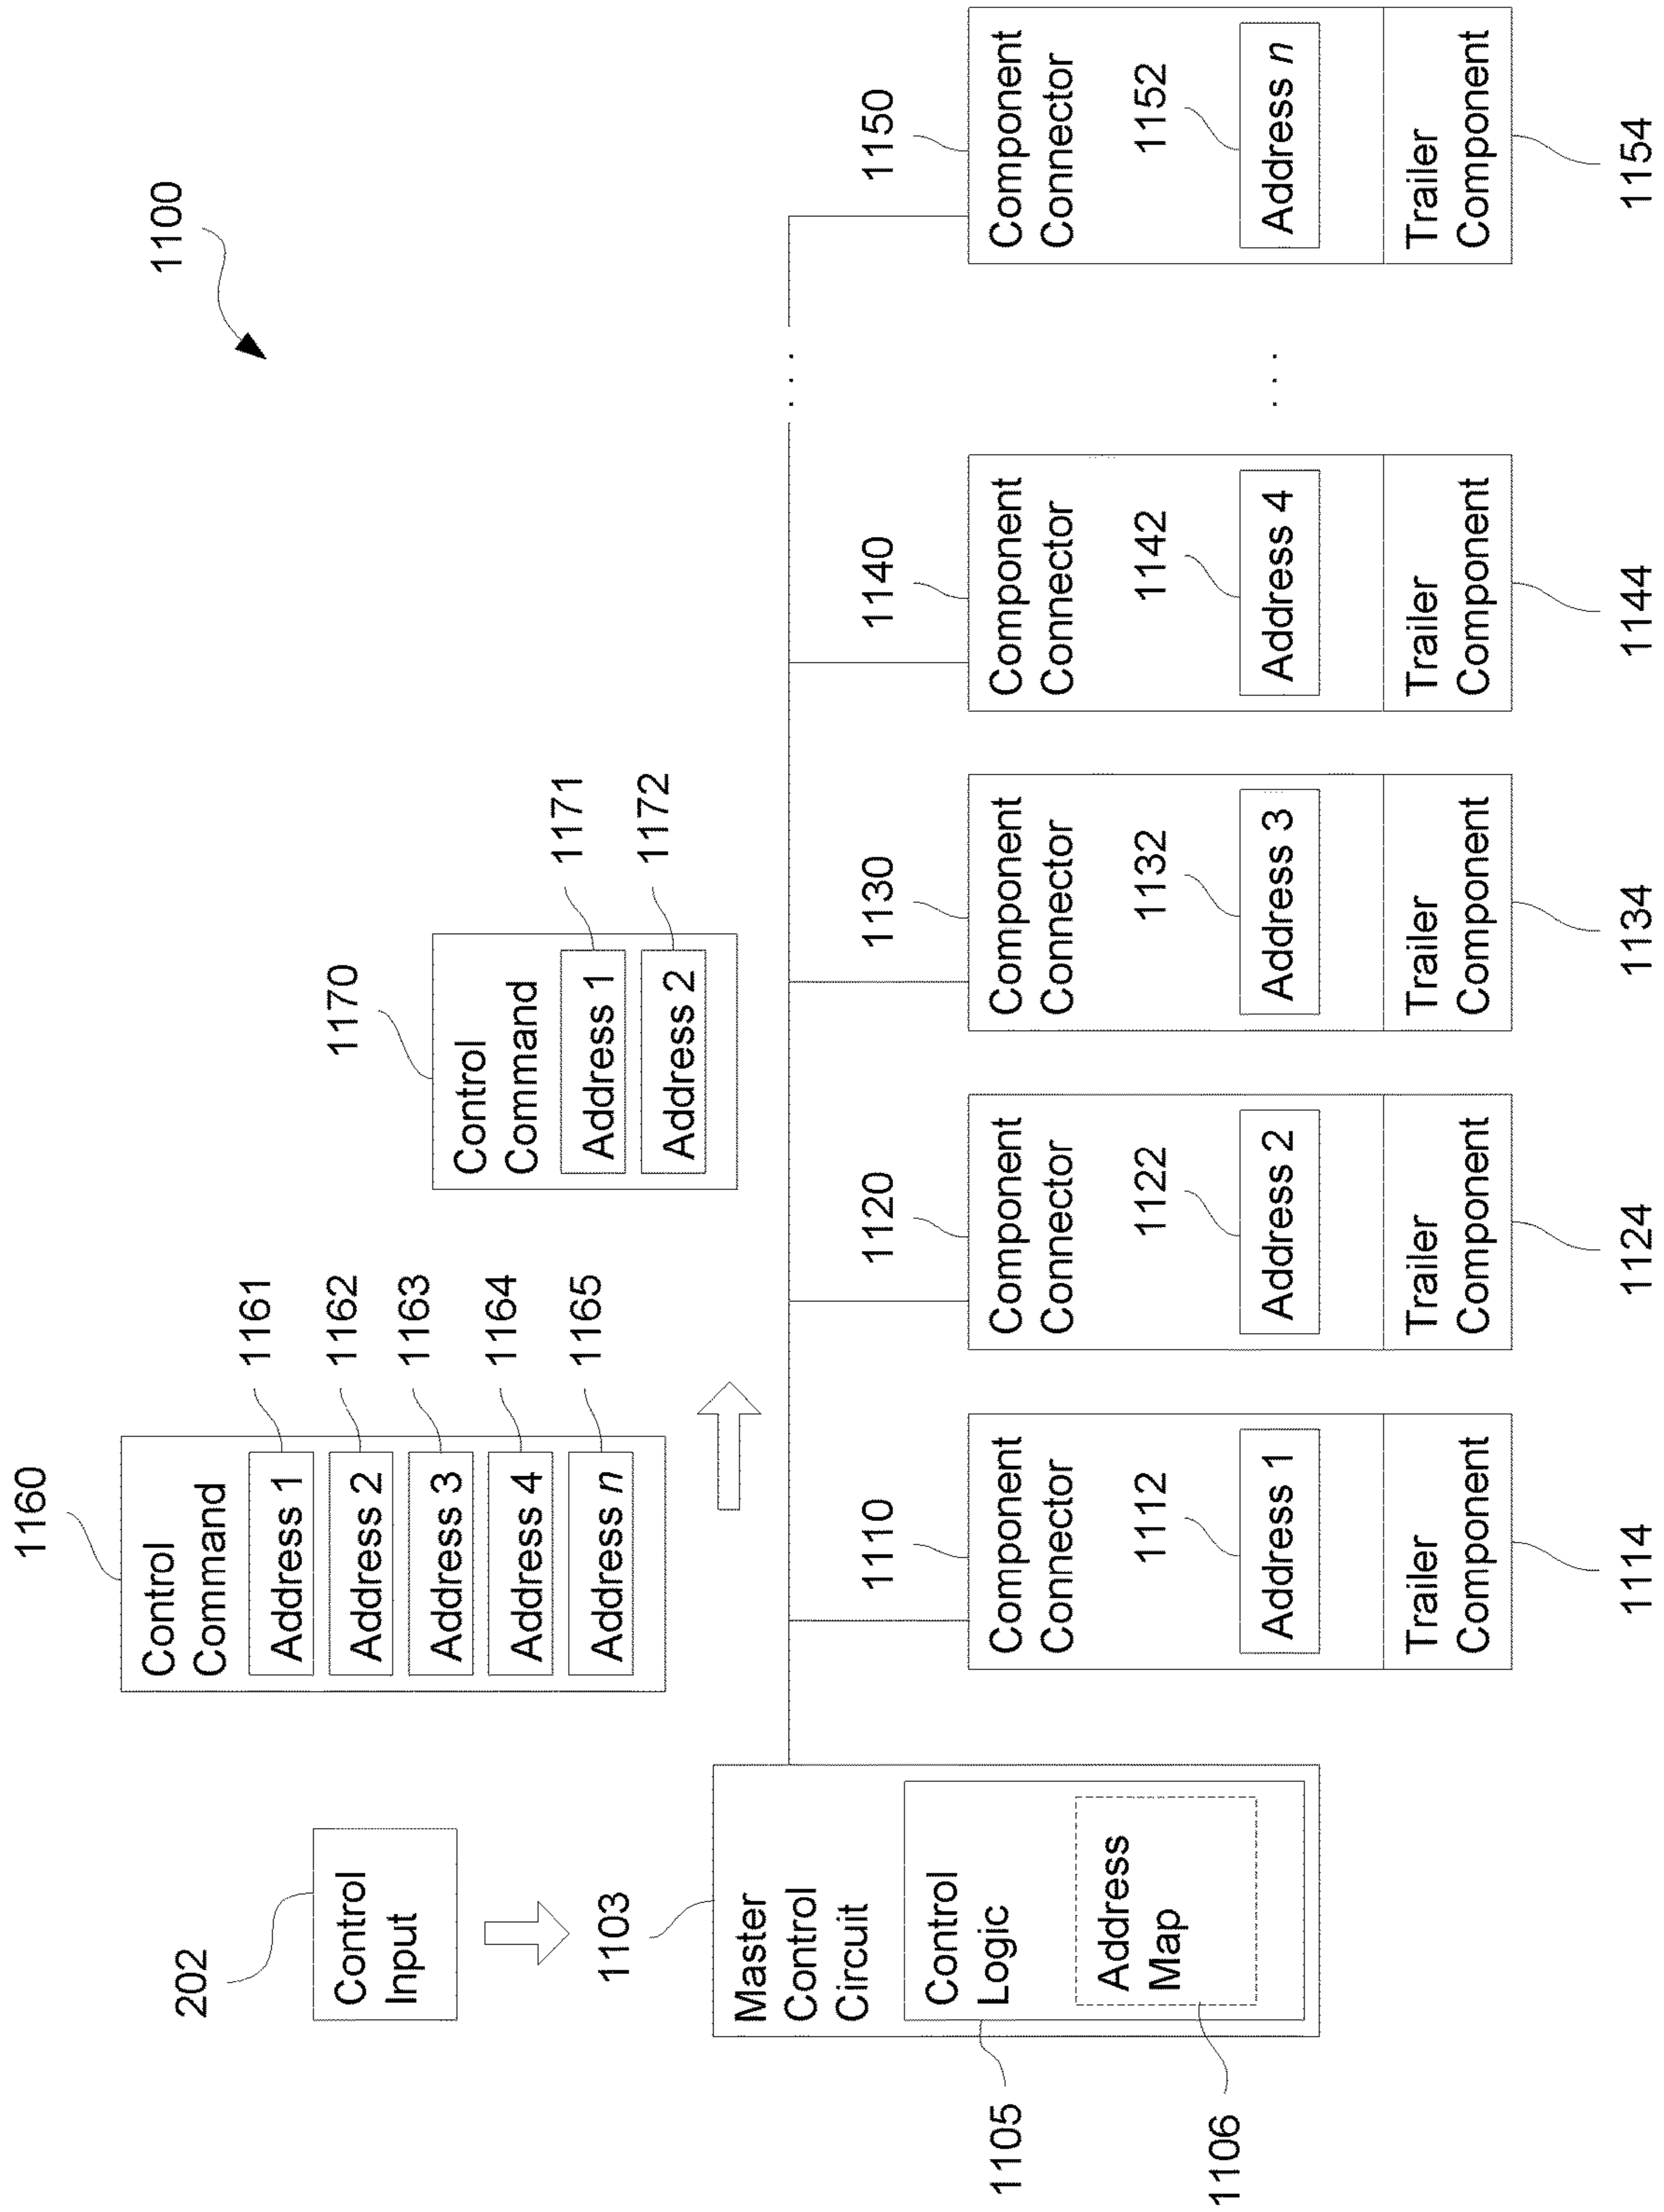 1100
1160
Control
Command
Address 1
Address 2
Address 3
Address 4
Address n
1161
1162
1163
1164
1165
1170
Control
Command
Address 1
Address 2
1171
1172
202
Control
Input
1103
Master
Control
Circuit
Control
Logic
Address
Map
1105
1106
1110
Component
Connector
1112
Address 1
Trailer
Component
1114
1120
Component
Connector
1122
Address 2
Trailer
Component
1124
1130
Component
Connector
1132
Address 3
Trailer
Component
1134
1140
Component
Connector
1142
Address 4
Trailer
Component
1144
. . .
. . .
1150
Component
Connector
1152
Address n
Trailer
Component
1154